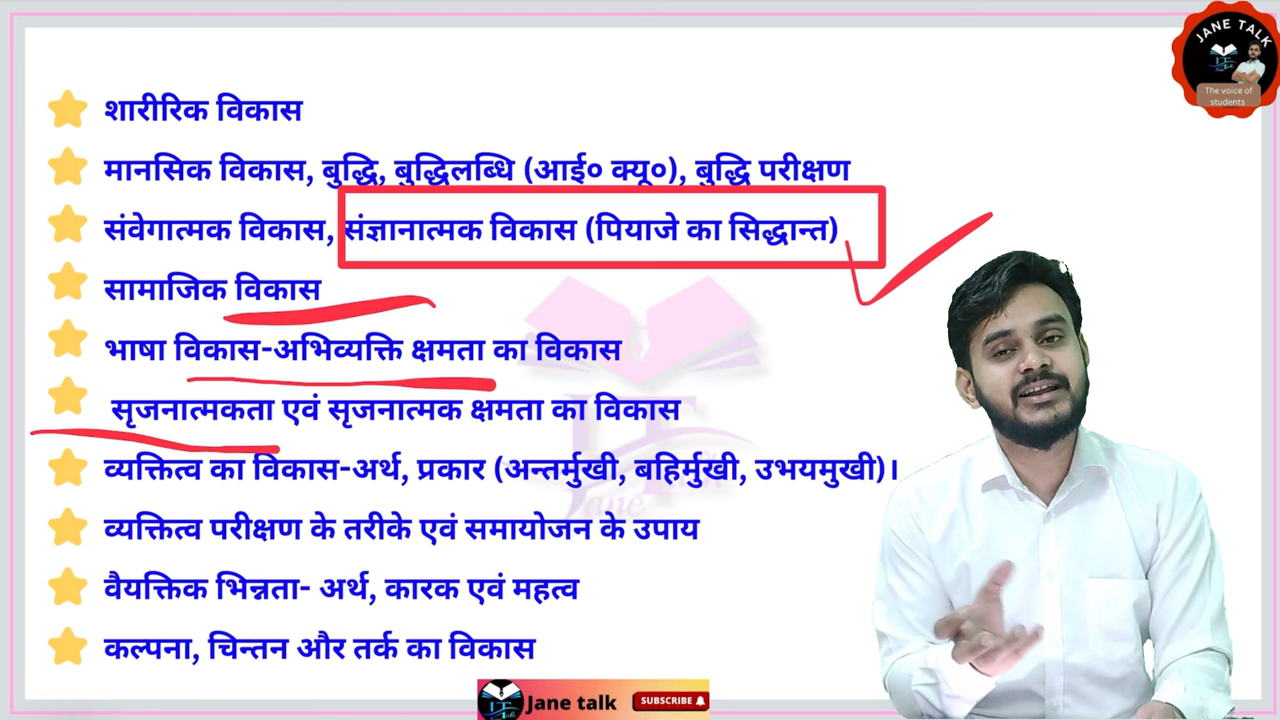 JANE TALK
The voice of
students
शारीरिक विकास
मानसिक विकास, बुद्धि, बुद्धिलब्धि (आई० क्यू०), बुद्धि परीक्षण
संवेगात्मक विकास, संज्ञानात्मक विकास (पियाजे का सिद्धान्त)
सामाजिक विकास
भाषा विकास-अभिव्यक्ति क्षमता का विकास
सृजनात्मकता एवं सृजनात्मक क्षमता का विकास
व्यक्तित्व का विकास-अर्थ, प्रकार (अन्तर्मुखी, बहिर्मुखी, उभयमुखी)।
व्यक्तित्व परीक्षण के तरीके एवं समायोजन के उपाय
वैयक्तिक भिन्नता- अर्थ, कारक एवं महत्व
कल्पना, चिन्तन और तर्क का विकास
Jane talk SUBSCRIBE